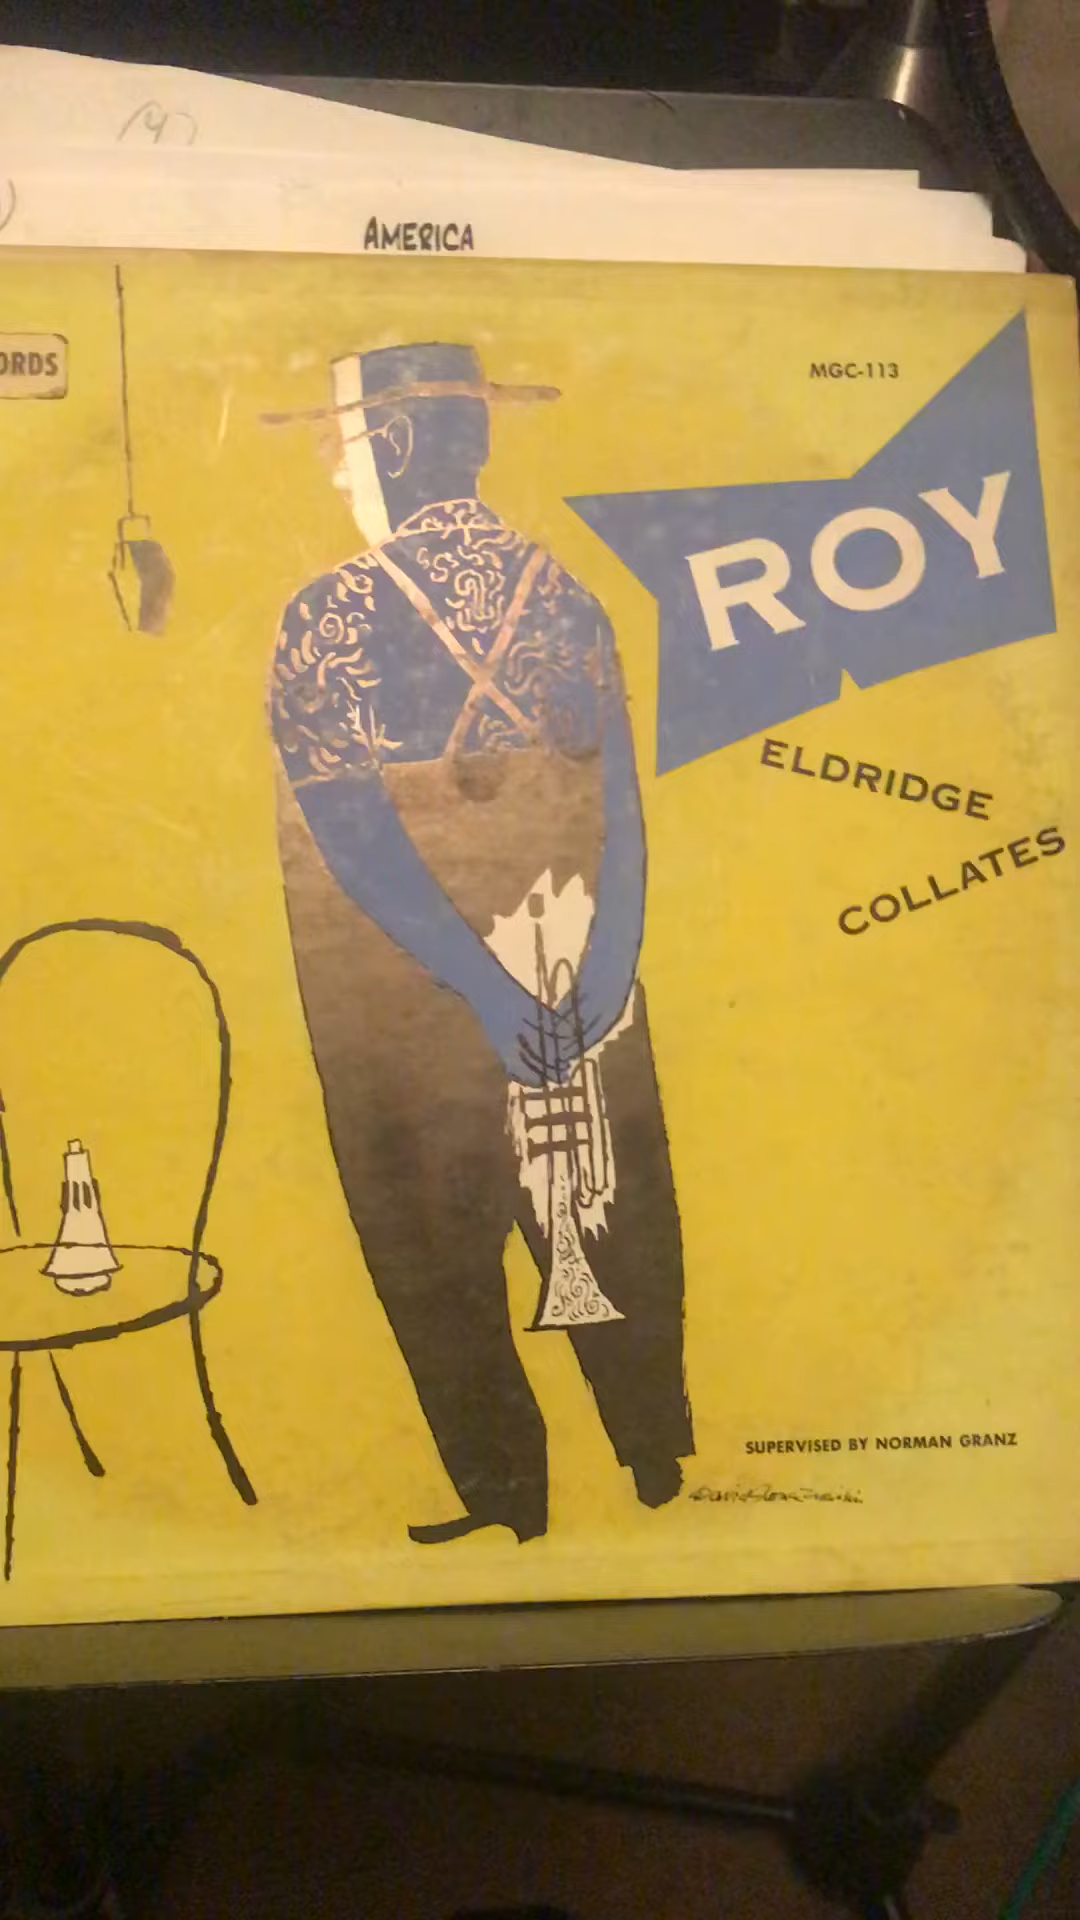 AMERICA
ORDS
MGC-113
ROY
ELDRIDGE
COLLATES
SUPERVISED BY NORMAN GRANZ